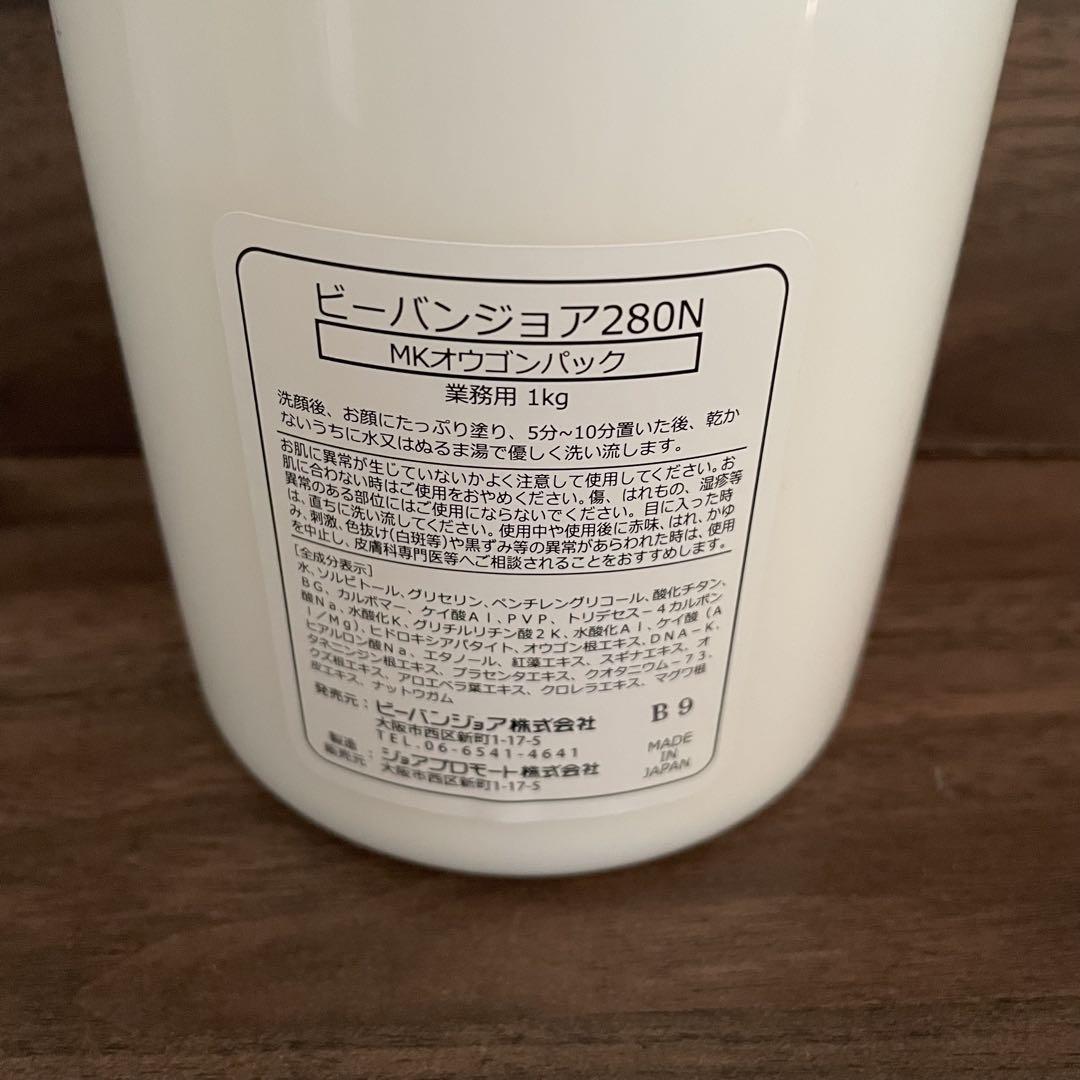 ビーバンジョア280N
MKオウゴンパック
業務用 1kg
洗顔後、お顔にたっぷり塗り、5分~10分置いた後、乾か
ないうちに水又はぬるま湯で優しく洗い流します。
お肌に異常が生じていないかよく注意して使用してください。お
肌に合わない時はご使用をおやめください。傷、はれもの、湿疹等
異常のある部位にはご使用にならないでください。目に入った時
は、直ちに洗い流してください。使用中や使用後に赤味、はれ、かゆ
み、刺激、色抜け(白斑等)や黒ずみ等の異常があらわれた時は、使用
を中止し、皮膚科専門医等へご相談されることをおすすめします。
[全成分表示]
水、ソルビトール、グリセリン、ペンチレングリコール、酸化チタン、
BG、カルボマー、ケイ酸Al、PVP、トリデセス−4カルボン
酸Na、水酸化K、グリチルリチン酸2K、水酸化Al、ケイ酸（A
l／Mg）、ヒドロキシアパタイト、オウゴン根エキス、DNA−K、
ヒアルロン酸Na、エタノール、紅藻エキス、スギナエキス、オ
タネニンジン根エキス、プラセンタエキス、クオタニウム−73、
クズ根エキス、アロエベラ葉エキス、クロレラエキス、マグワ根
皮エキス、ナットウガム
発売元：ビーバンジョア株式会社
大阪市西区新町1-17-5
TEL.06-6541-4641
製造
販売元：ジョアプロモート株式会社
大阪市西区新町1-17-5
B 9
MADE
IN
JAPAN